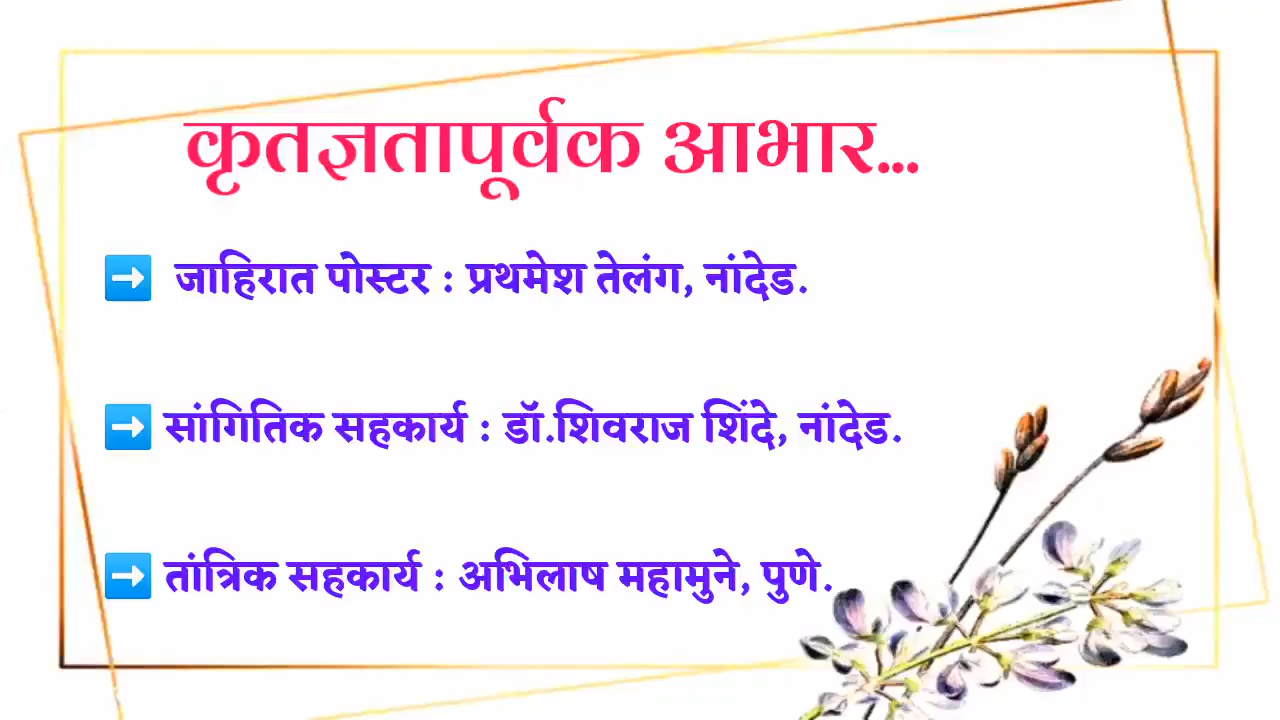 कृतज्ञतापूर्वक आभार...
➡️ जाहिरात पोस्टर : प्रथमेश तेलंग, नांदेड.
➡️ सांगितिक सहकार्य : डॉ.शिवराज शिंदे, नांदेड.
➡️ तांत्रिक सहकार्य : अभिलाष महामुने, पुणे.